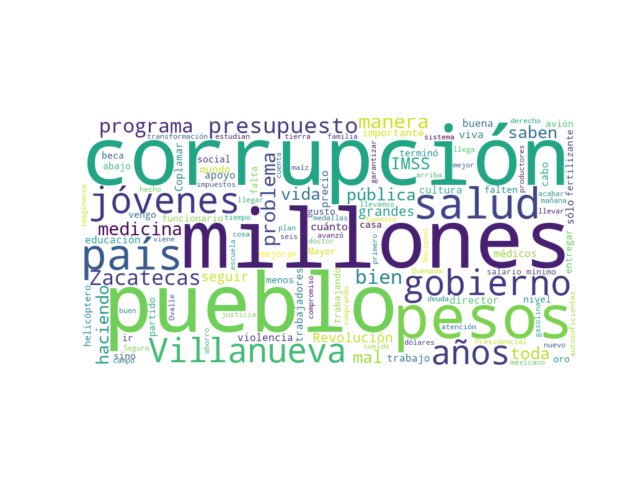 programa presupuesto manera
transformación estudian tierra familia
importante
terminó
llega
sistema
buena
viva
saben
derecho avión
corrupción
beca
abajo
Coplamar
social
mundo
apoyo
falta
problema
maíz
cuenta
precio
garantizar
IMSS
arriba
mejor
productores
cabo
acabar
mañana
llevar
sólo fertilizante
imagínense
hecho
impuestos
jóvenes
vengo
llegar
funcionario tiempo
medicina
educación viene
escuela
vida
gusto medallas
llevamos
cuánto
Conozco
casa
plan
seis
doctor
Mayor
avanzó
primero
pública
grandes
cultura falten
salud
Nacional
médicos
entregar
millones
país
Zacatecas seguir
mejorar
menos
bien
Quemada
salario mínimo
gobierno
helicóptero
haciendo
buen
partido
Ovalle
pueblo
trabajadores
compromiso
trabajando
comprando
deuda director nivel
gasolina
autosuficientes
pesos
ir
sino Seguro
campo
Villanueva
ahorro
justicia
violencia
sueldo
Revolución
mal
dólares
trabajo
años
atención
Presidencial
mexicano
toda
nuevo
oro
cosa